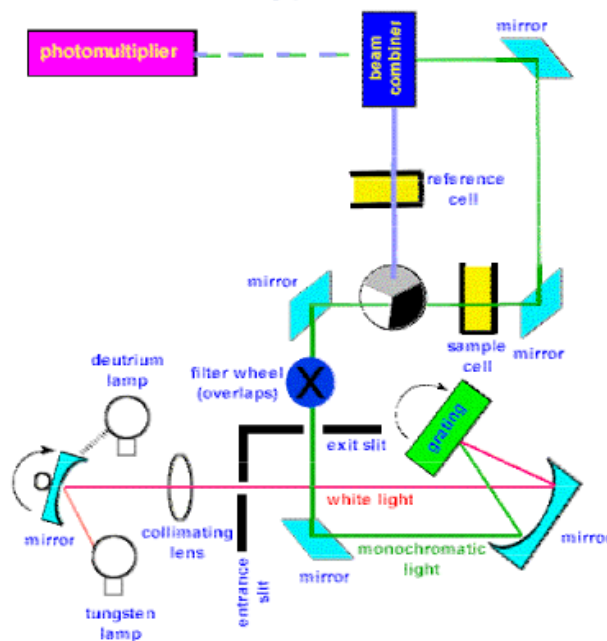 photomultiplier
beam
combiner
mirror
reference
cell
mirror
sample
cell
mirror
deutrium
lamp
filter wheel
(overlaps)
X
grating
exit slit
white light
mirror
collimating
lens
entrance
slit
mirror
monochromatic
light
mirror
tungsten
lamp